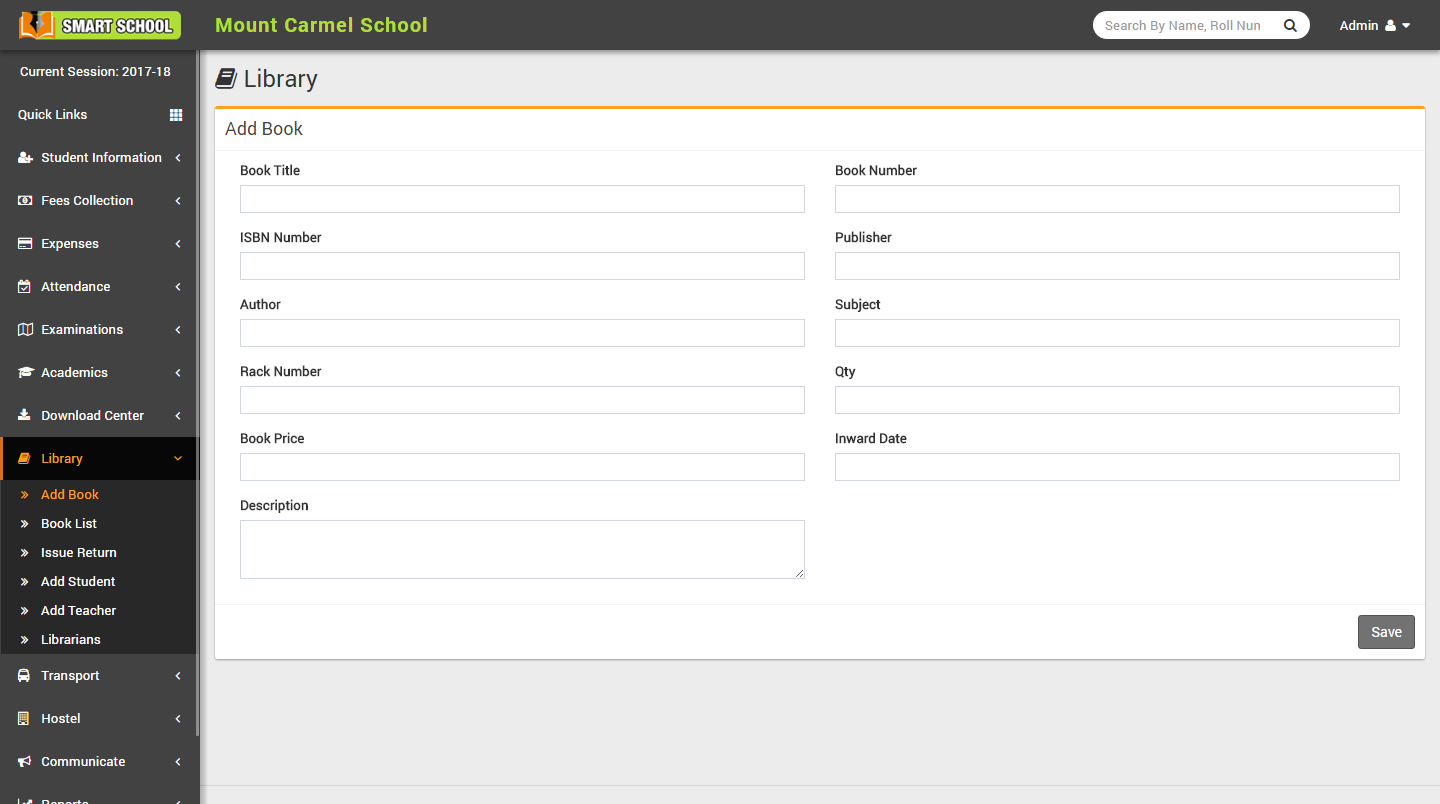 SMART SCHOOL
Mount Carmel School
Search By Name, Roll Nun
Admin
Current Session: 2017-18
Quick Links
Student Information
Fees Collection
Expenses
Attendance
Examinations
Academics
Download Center
Library
Add Book
Book List
Issue Return
Add Student
Add Teacher
Librarians
Transport
Hostel
Communicate
Reports
Library
Add Book
Book Title
Book Number
ISBN Number
Publisher
Author
Subject
Rack Number
Qty
Book Price
Inward Date
Description
Save